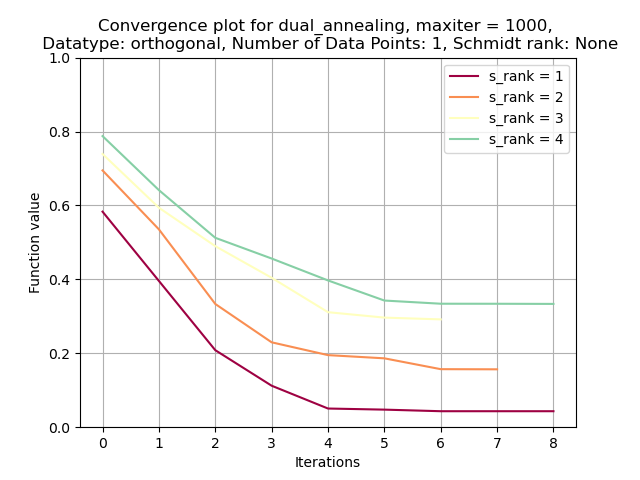 Convergence plot for dual_annealing, maxiter = 1000,
Datatype: orthogonal, Number of Data Points: 1, Schmidt rank: None
1.0
0.8
0.6
0.4
0.2
0.0
Function value
s_rank = 1
s_rank = 2
s_rank = 3
s_rank = 4
0 1 2 3 4 5 6 7 8
Iterations